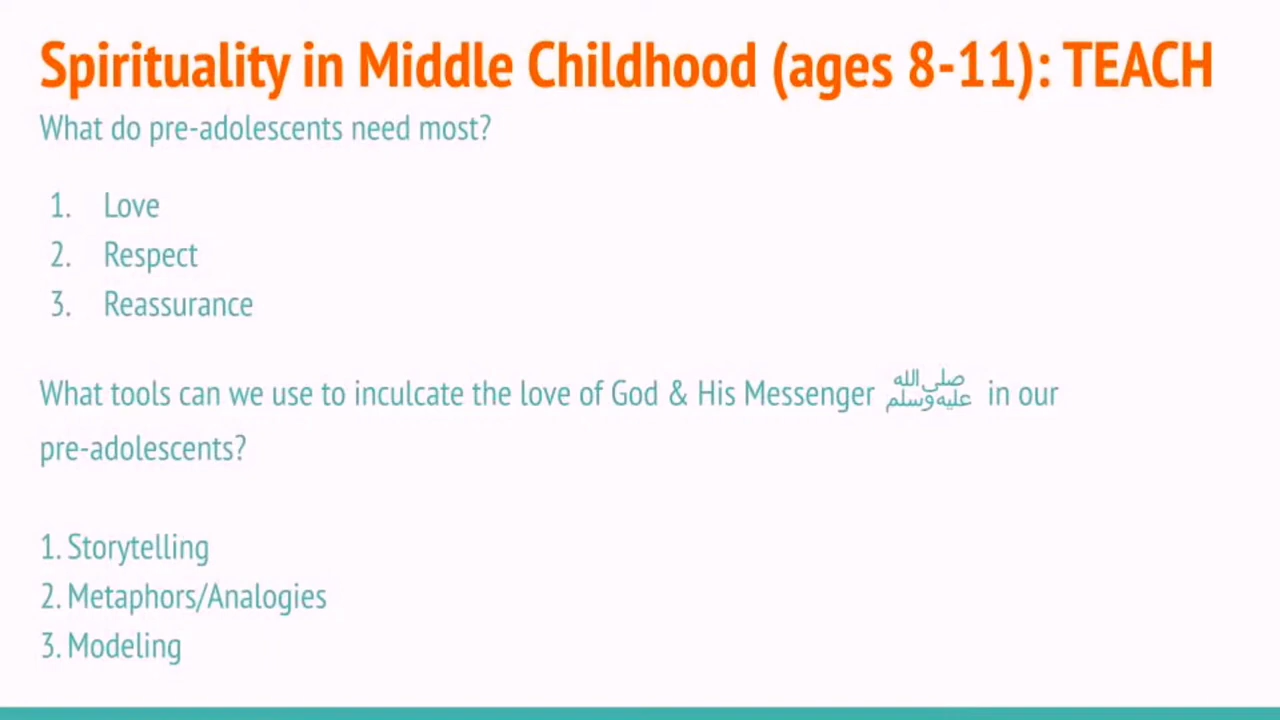 Spirituality in Middle Childhood (ages 8-11): TEACH
What do pre-adolescents need most?
1. Love
2. Respect
3. Reassurance
What tools can we use to inculcate the love of God & His Messenger صلى الله عليه وسلم in our
pre-adolescents?
1. Storytelling
2. Metaphors/Analogies
3. Modeling